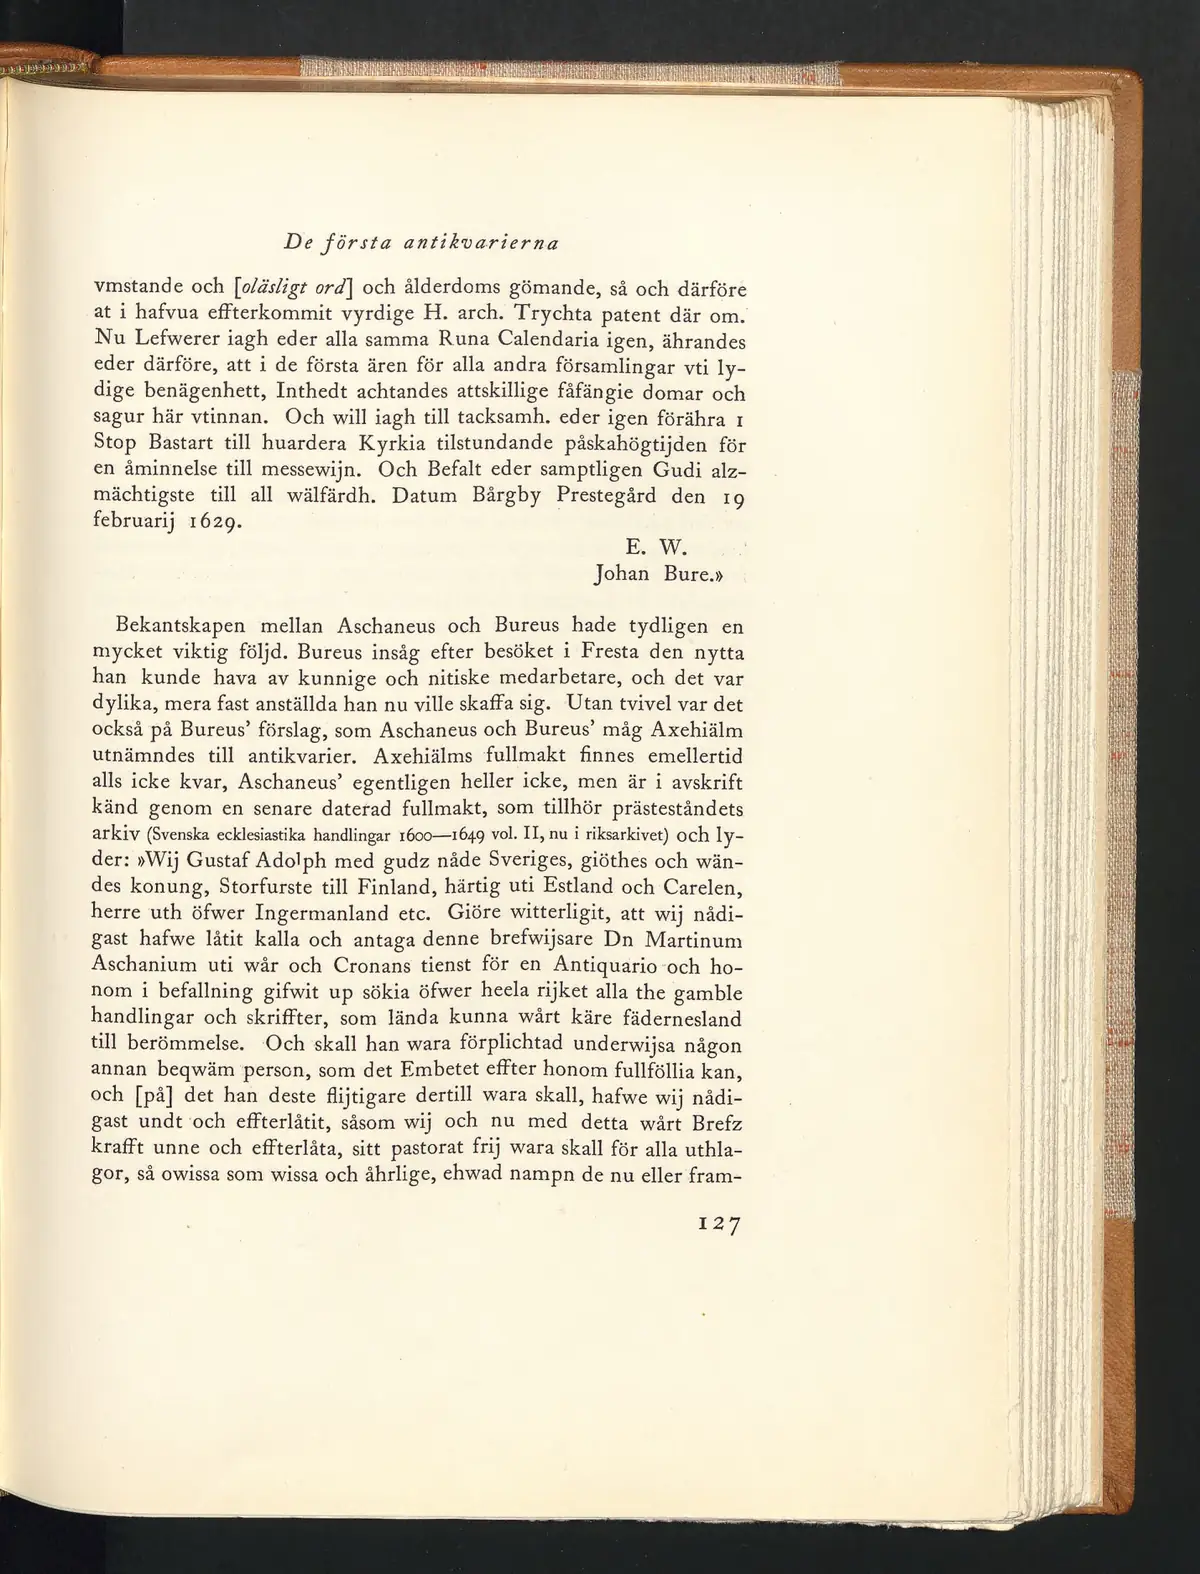 De första antikvarierna
vmstande och [oläsligt ord] och ålderdoms gömande, så och därföre
at i hafvua effterkommit vyrdige H. arch. Trychta patent där om.
Nu Lefwerer iagh eder alla samma Runa Calendaria igen, ährandes
eder därföre, att i de första ären för alla andra församlingar vti ly-
dige benägenhett, Inthedt achtandes attskillige fåfängie domar och
sagur här vtinnan. Och will iagh till tacksamh. eder igen förähra 1
Stop Bastart till huardera Kyrkia tilstundande påskahögtijden för
en åminnelse till messewijn. Och Befalt eder samptligen Gudi alz-
mächtigste till all wälfärdh. Datum Bårgby Prestegård den 19
februarij 1629.
E. W.
Johan Bure.»
Bekantskapen mellan Aschaneus och Bureus hade tydligen en
mycket viktig följd. Bureus insåg efter besöket i Fresta den nytta
han kunde hava av kunnige och nitiske medarbetare, och det var
dylika, mera fast anställda han nu ville skaffa sig. Utan tvivel var det
också på Bureus’ förslag, som Aschaneus och Bureus’ måg Axehiälm
utnämndes till antikvarier. Axehiälms fullmakt finnes emellertid
alls icke kvar, Aschaneus’ egentligen heller icke, men är i avskrift
känd genom en senare daterad fullmakt, som tillhör prästeståndets
arkiv (Svenska ecklesiastika handlingar 1600—1649 vol. II, nu i riksarkivet) och ly-
der: »Wij Gustaf Adolph med gudz nåde Sveriges, giöthes och wän-
des konung, Storfurste till Finland, härtig uti Estland och Carelen,
herre uth öfwer Ingermanland etc. Giöre witterligit, att wij nådi-
gast hafwe låtit kalla och antaga denne brefwijsare Dn Martinum
Aschanium uti wår och Cronans tienst för en Antiquario och ho-
nom i befallning gifwit up sökia öfwer heela rijket alla the gamble
handlingar och skriffter, som lända kunna wårt käre fädernesland
till berömmelse. Och skall han wara förplichtad underwijsa någon
annan beqwäm person, som det Embetet effter honom fullföllia kan,
och [på] det han deste flijtigare dertill wara skall, hafwe wij nådi-
gast undt och effterlåtit, såsom wij och nu med detta wårt Brefz
krafft unne och effterlåta, sitt pastorat frij wara skall för alla uthla-
gor, så owissa som wissa och åhrlige, ehwad nampn de nu eller fram-
127